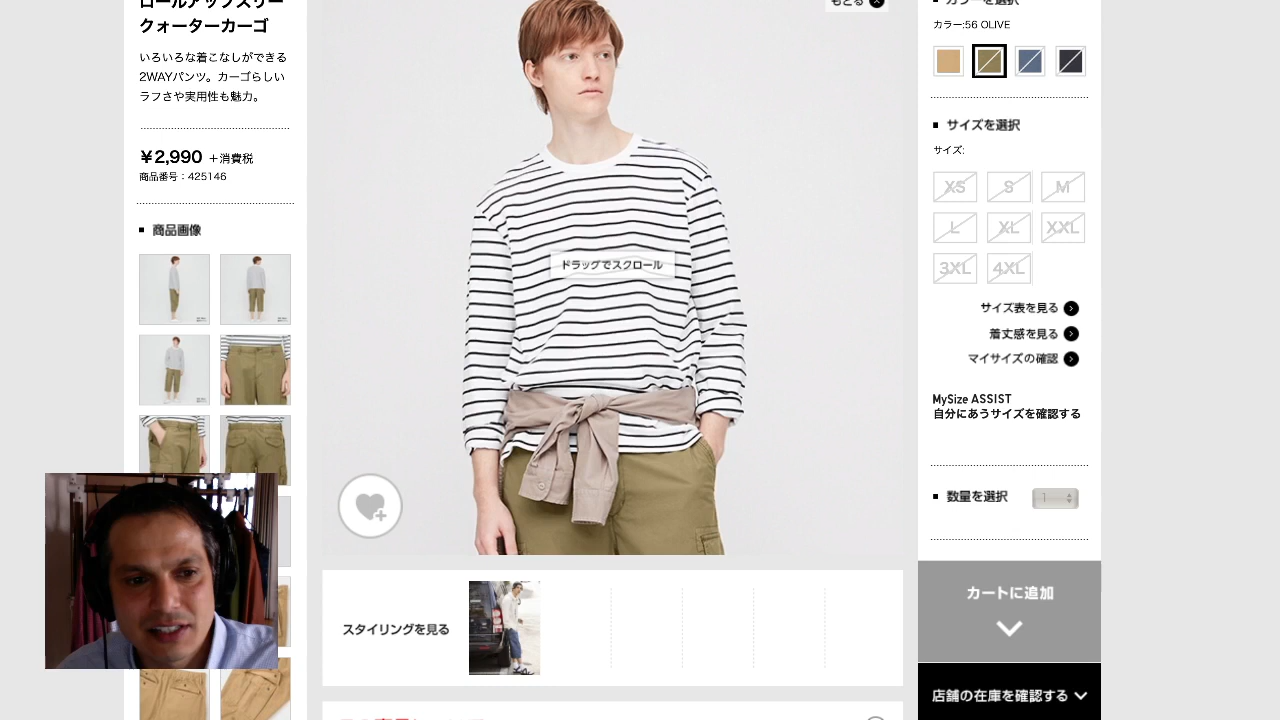 ロールアップスリー
クォーターカーゴ
いろいろな着こなしができる
2WAYパンツ。カーゴらしい
ラフさや実用性も魅力。
¥2,990 +消費税
商品番号:425146
商品画像
もどる
ドラッグでスクロール
スタイリングを見る
カラーを選択
カラー:56 OLIVE
サイズを選択
サイズ:
XS S M
L XL XXL
3XL 4XL
サイズ表を見る
着丈感を見る
マイサイズの確認
MySize ASSIST
自分にあうサイズを確認する
数量を選択 1
カートに追加
店舗の在庫を確認する